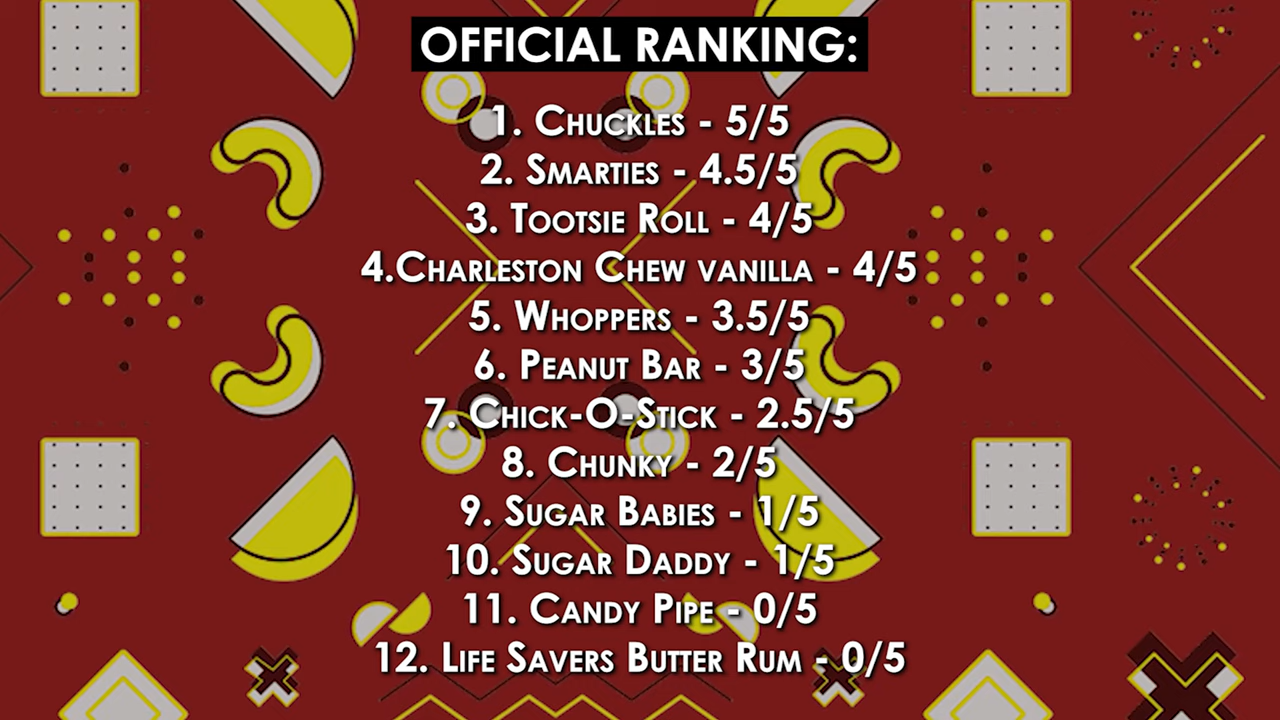 OFFICIAL RANKING:
1. Chuckles - 5/5
2. Smarties - 4.5/5
3. Tootsie Roll - 4/5
4.Charleston Chew vanilla - 4/5
5. Whoppers - 3.5/5
6. Peanut Bar - 3/5
7. Chick-O-Stick - 2.5/5
8. Chunky - 2/5
9. Sugar Babies - 1/5
10. Sugar Daddy - 1/5
11. Candy Pipe - 0/5
12. Life Savers Butter Rum - 0/5